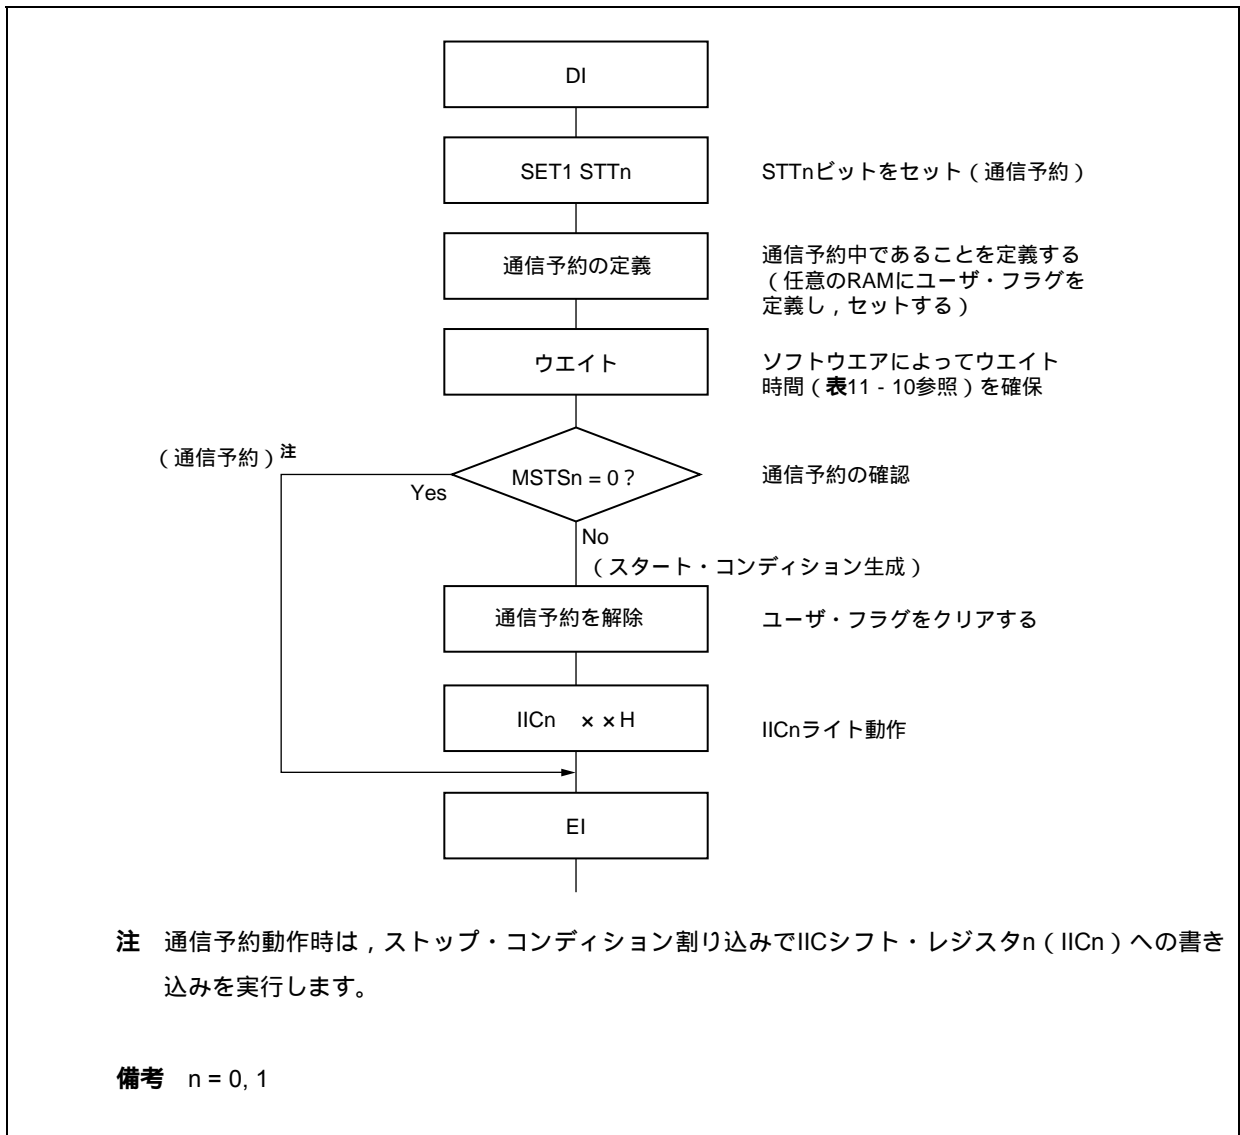 DI
SET1 STTn
STTnビットをセット（通信予約）
通信予約の定義
通信予約中であることを定義する
（任意のRAMにユーザ・フラグを
定義し，セットする）
ウエイト
ソフトウエアによってウエイト
時間（表11‐10参照）を確保
（通信予約）注
MSTSn = 0？
通信予約の確認
Yes
No
（スタート・コンディション生成）
通信予約を解除
ユーザ・フラグをクリアする
IICn ××H
IICnライト動作
EI
注 通信予約動作時は，ストップ・コンディション割り込みでIICシフト・レジスタn（IICn）への書き
込みを実行します。
備考 n = 0, 1